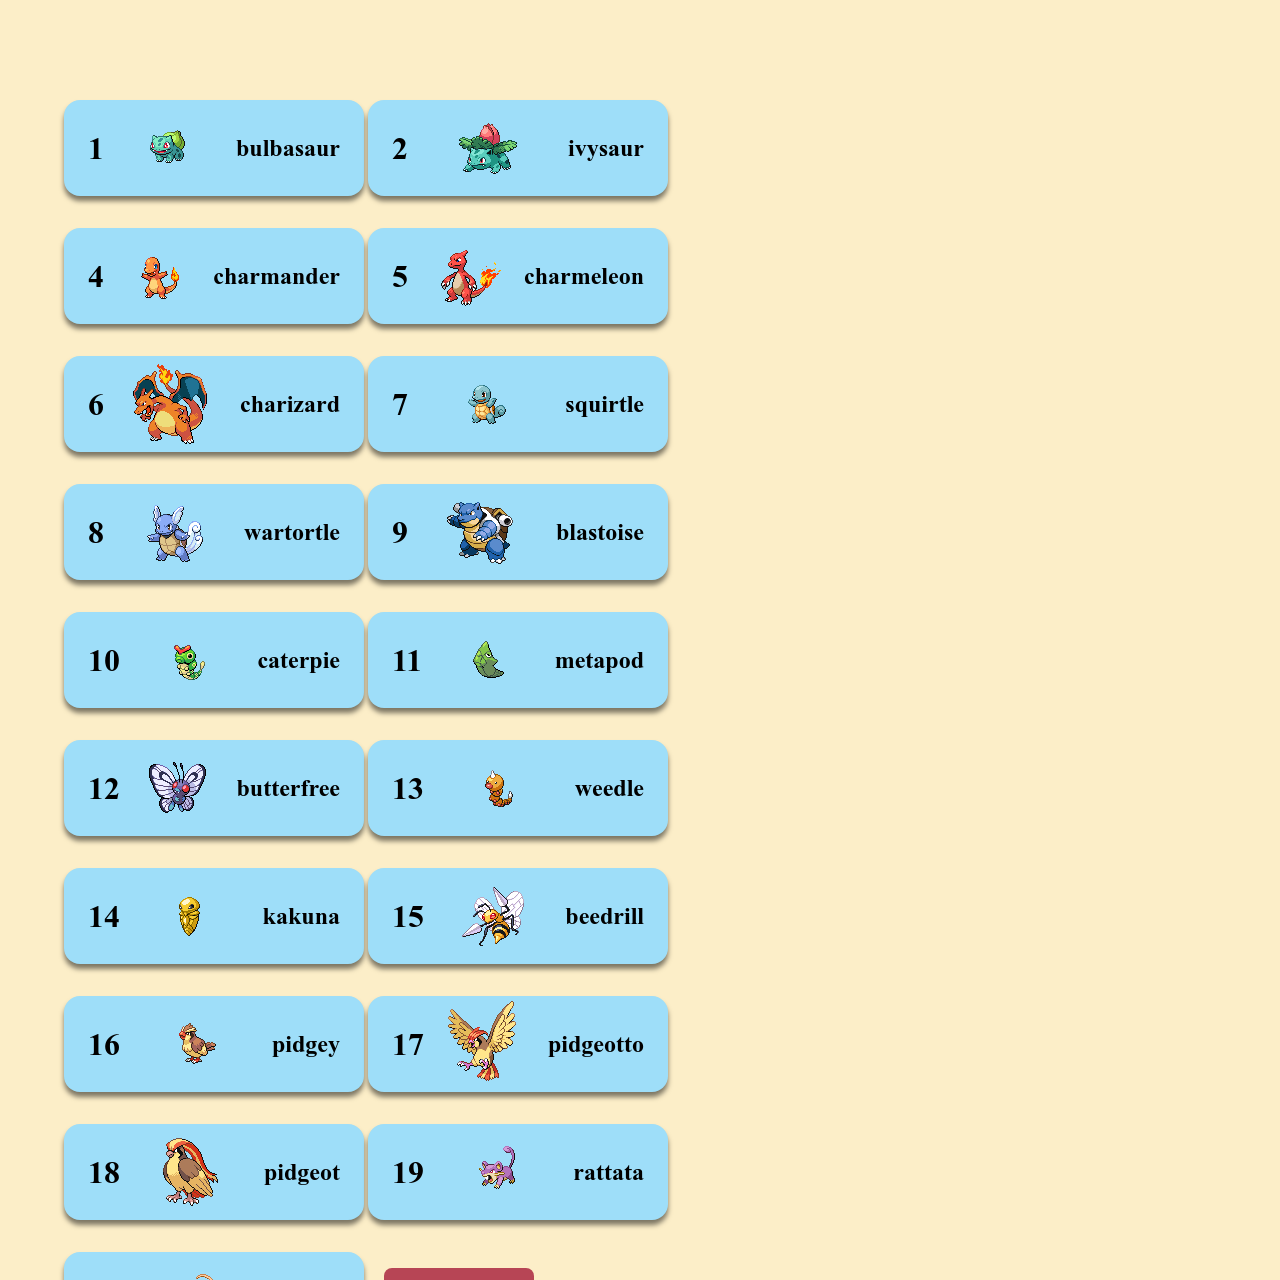 1 bulbasaur
2 ivysaur
4 charmander
5 charmeleon
6 charizard
7 squirtle
8 wartortle
9 blastoise
10 caterpie
11 metapod
12 butterfree
13 weedle
14 kakuna
15 beedrill
16 pidgey
17 pidgeotto
18 pidgeot
19 rattata